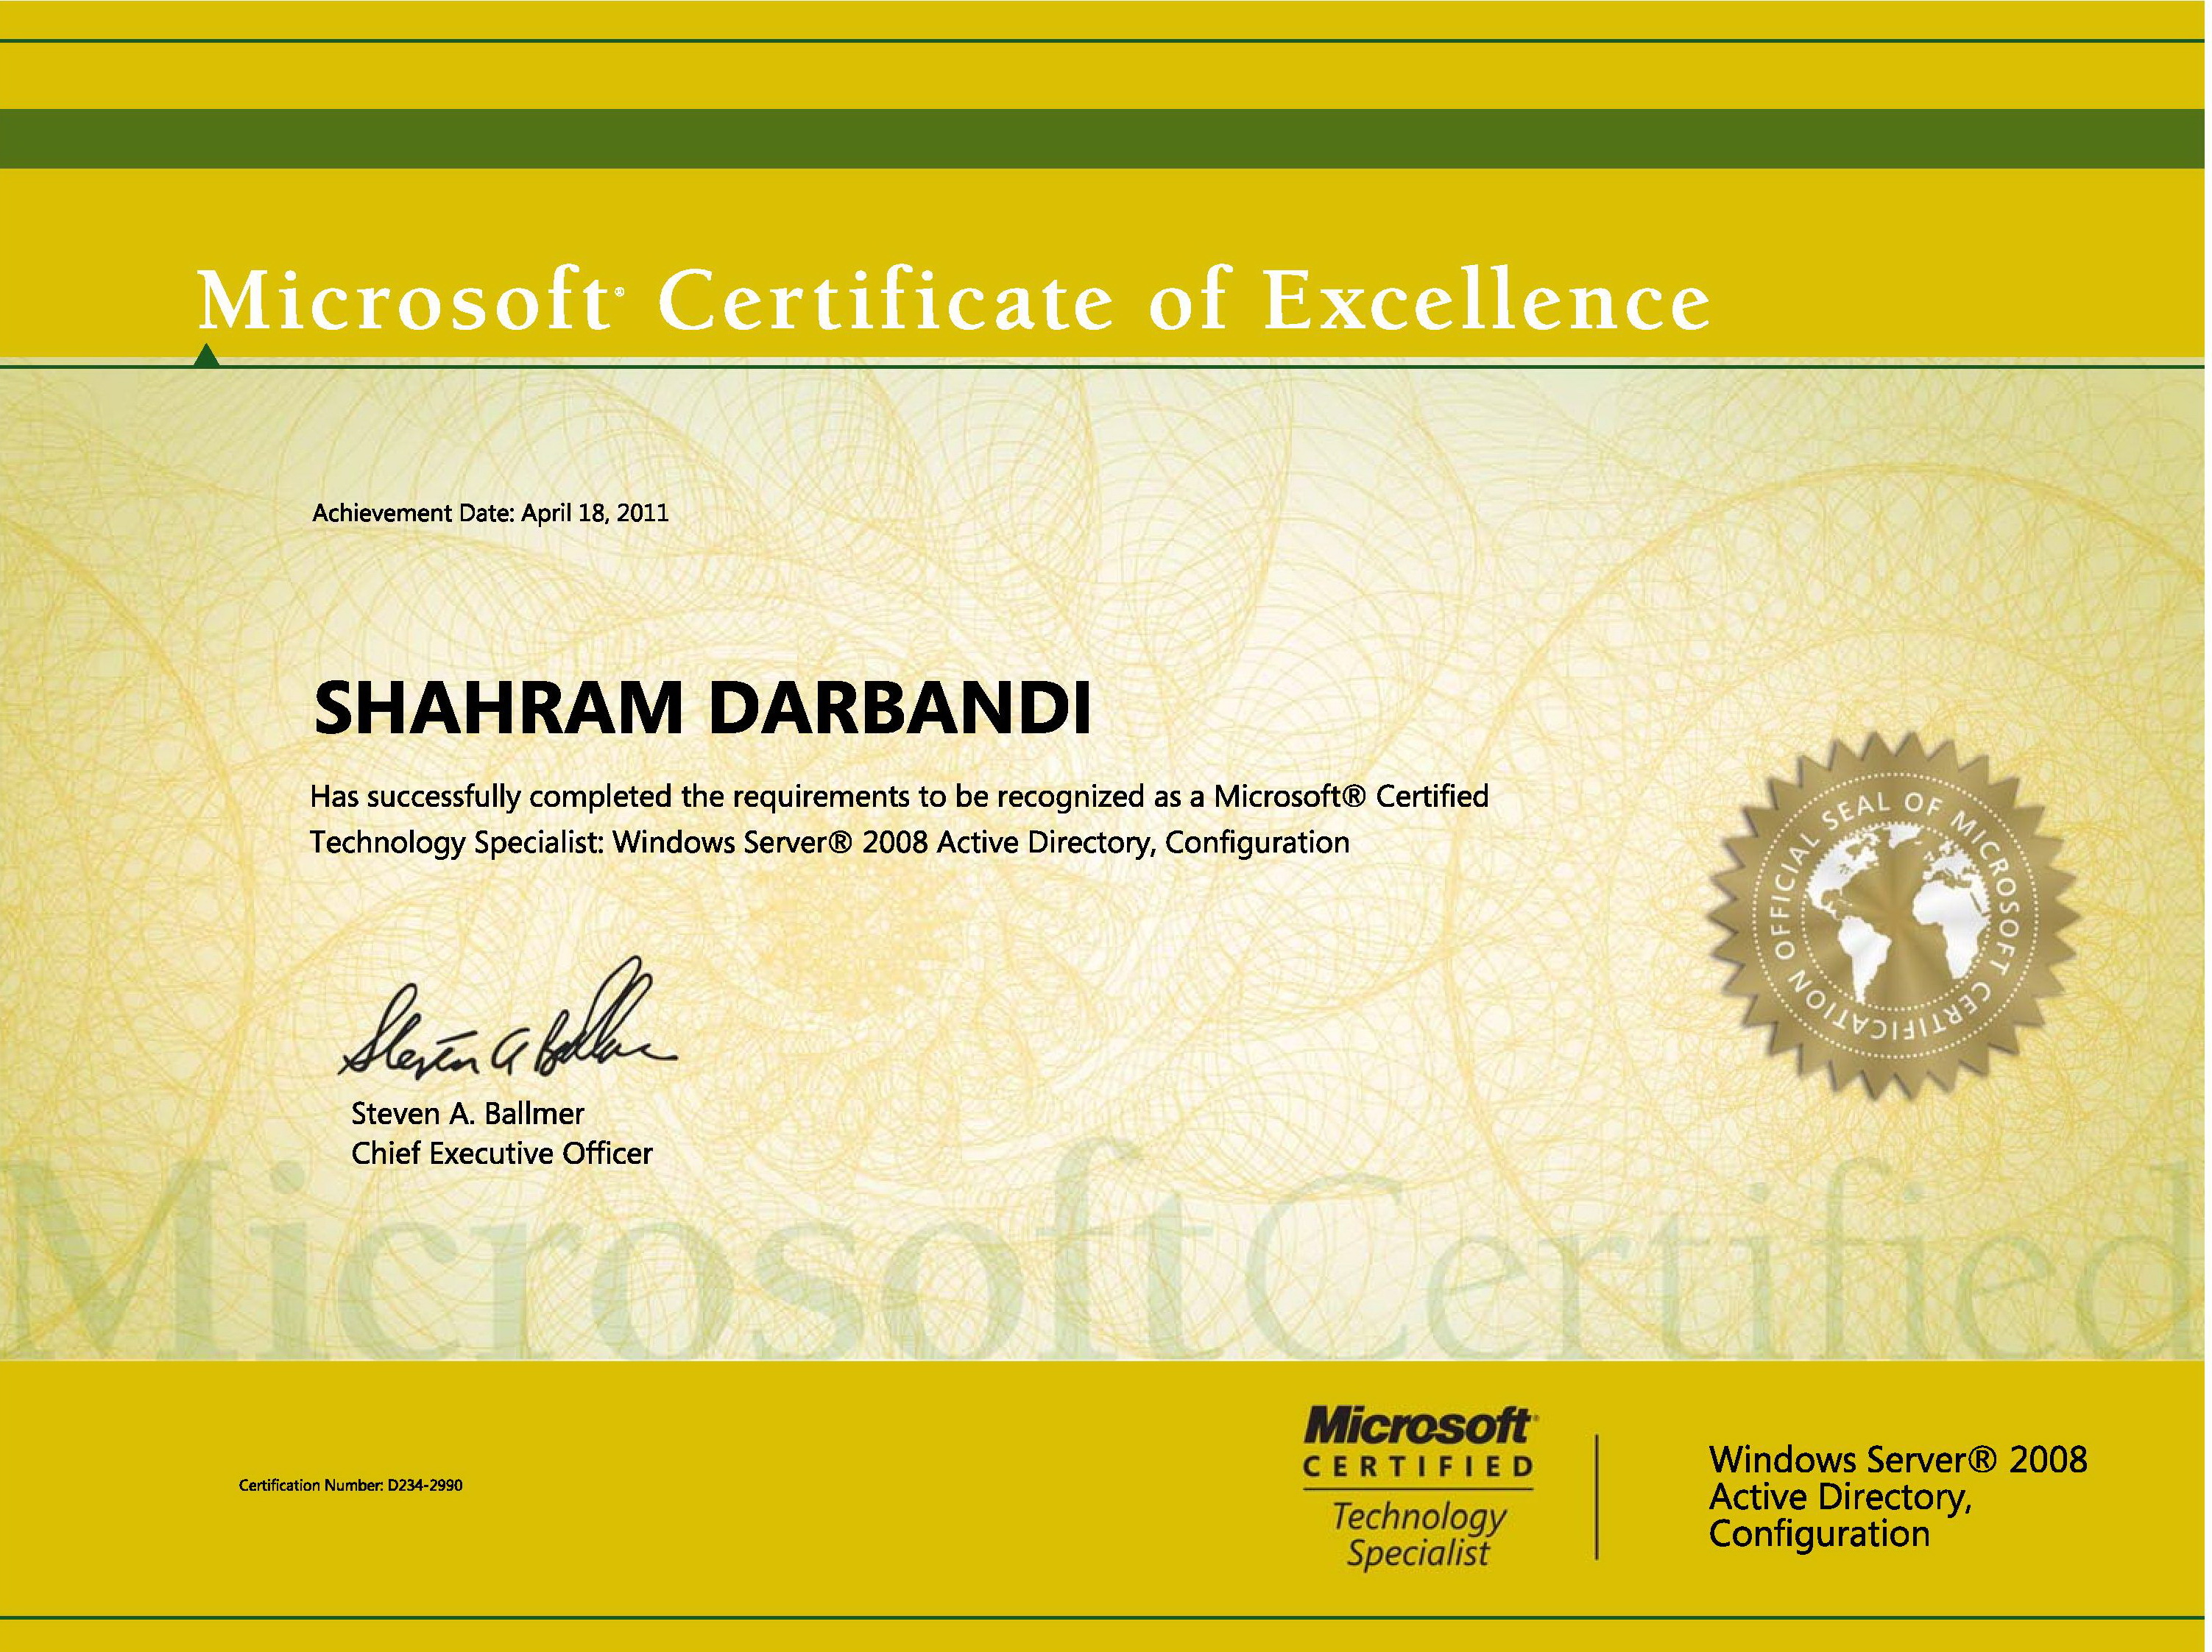 Microsoft® Certificate of Excellence
Achievement Date: April 18, 2011
SHAHRAM DARBANDI
Has successfully completed the requirements to be recognized as a Microsoft® Certified
Technology Specialist: Windows Server® 2008 Active Directory, Configuration
OFFICIAL SEAL OF MICROSOFT CERTIFICATION
Steven A Ballmer
Steven A. Ballmer
Chief Executive Officer
Microsoft Certified
Certification Number: D234-2990
Microsoft
CERTIFIED
Technology
Specialist
Windows Server® 2008
Active Directory,
Configuration